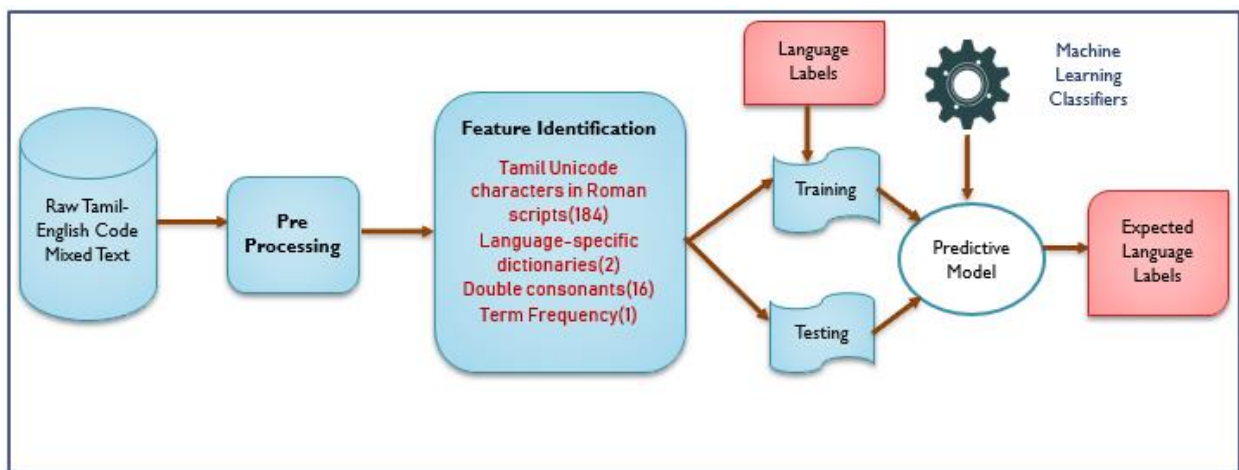 Raw Tamil-
English Code
Mixed Text
Pre
Processing
Feature Identification
Tamil Unicode
characters in Roman
scripts(184)
Language-specific
dictionaries(2)
Double consonants(16)
Term Frequency(1)
Language
Labels
Training
Testing
Machine
Learning
Classifiers
Predictive
Model
Expected
Language
Labels